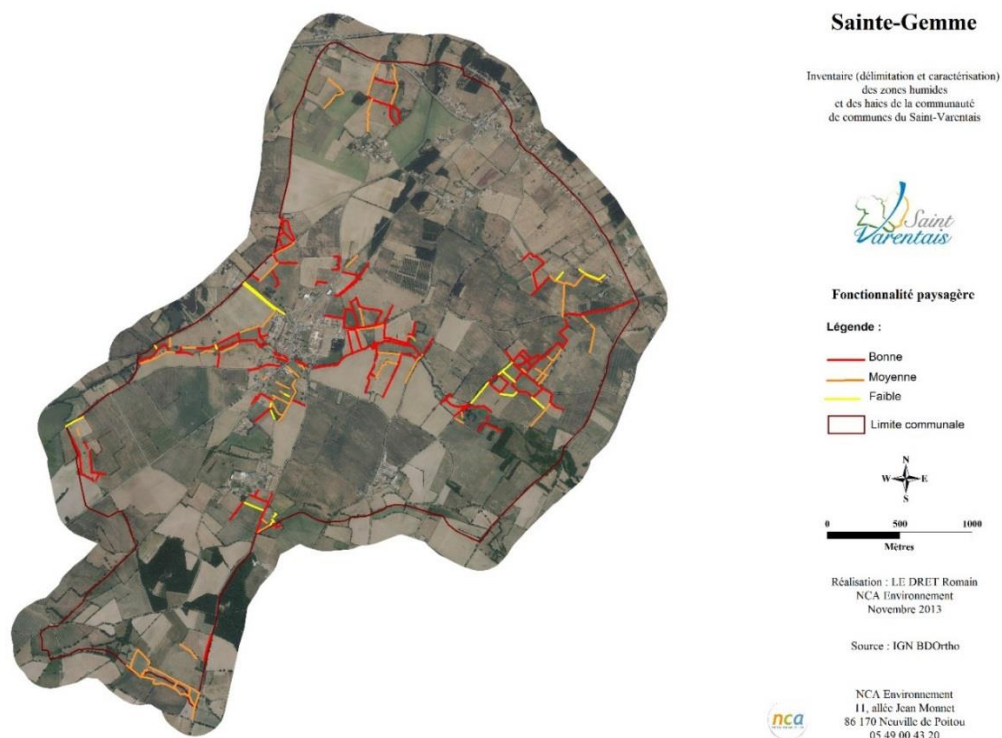 Sainte-Gemme
Inventaire (délimitation et caractérisation)
des zones humides
et des haies de la communauté
de communes du Saint-Varentais
Saint
Varentais
Fonctionnalité paysagère
Légende :
Bonne
Moyenne
Faible
Limite communale
N
W E
S
0 500 1000
Mètres
Réalisation : LE DRET Romain
NCA Environnement
Novembre 2013
Source : IGN BDOrtho
nca
NCA Environnement
11, allée Jean Monnet
86 170 Neuville de Poitou
05 49 00 43 20